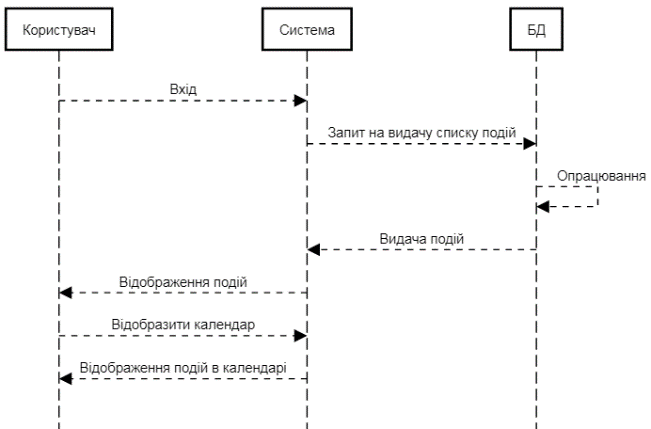 Користувач
Система
БД
Вхід
Запит на видачу списку подій
Опрацювання
Видача подій
Відображення подій
Відобразити календар
Відображення подій в календарі